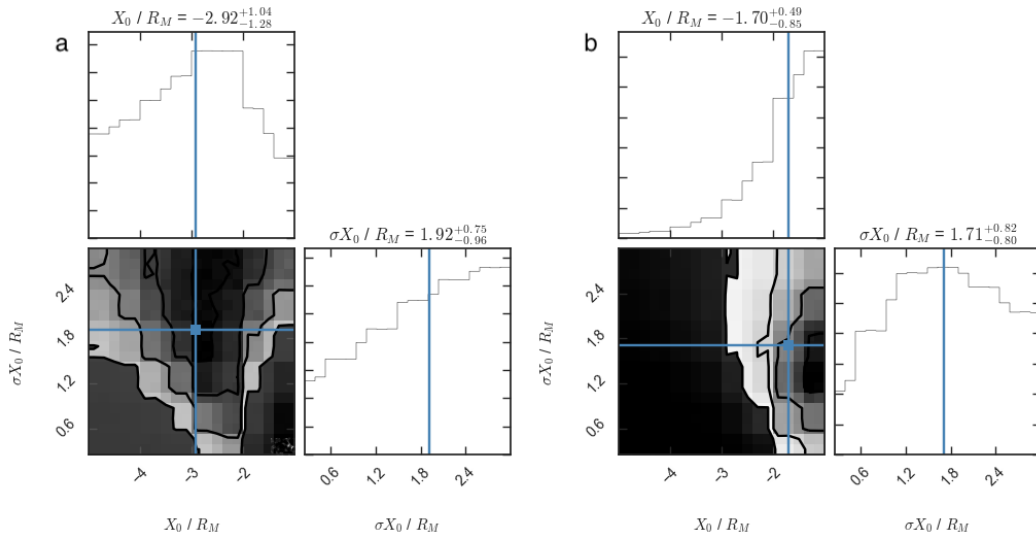 a
X_0 / R_M = −2.92^{+1.04}_{−1.28}
σX_0 / R_M = 1.92^{+0.75}_{−0.96}
σX_0 / R_M
2.4
1.8
1.2
0.6
−4 −3 −2
X_0 / R_M
0.6 1.2 1.8 2.4
σX_0 / R_M
b
X_0 / R_M = −1.70^{+0.49}_{−0.85}
σX_0 / R_M = 1.71^{+0.82}_{−0.80}
σX_0 / R_M
2.4
1.8
1.2
0.6
−4 −3 −2
X_0 / R_M
0.6 1.2 1.8 2.4
σX_0 / R_M